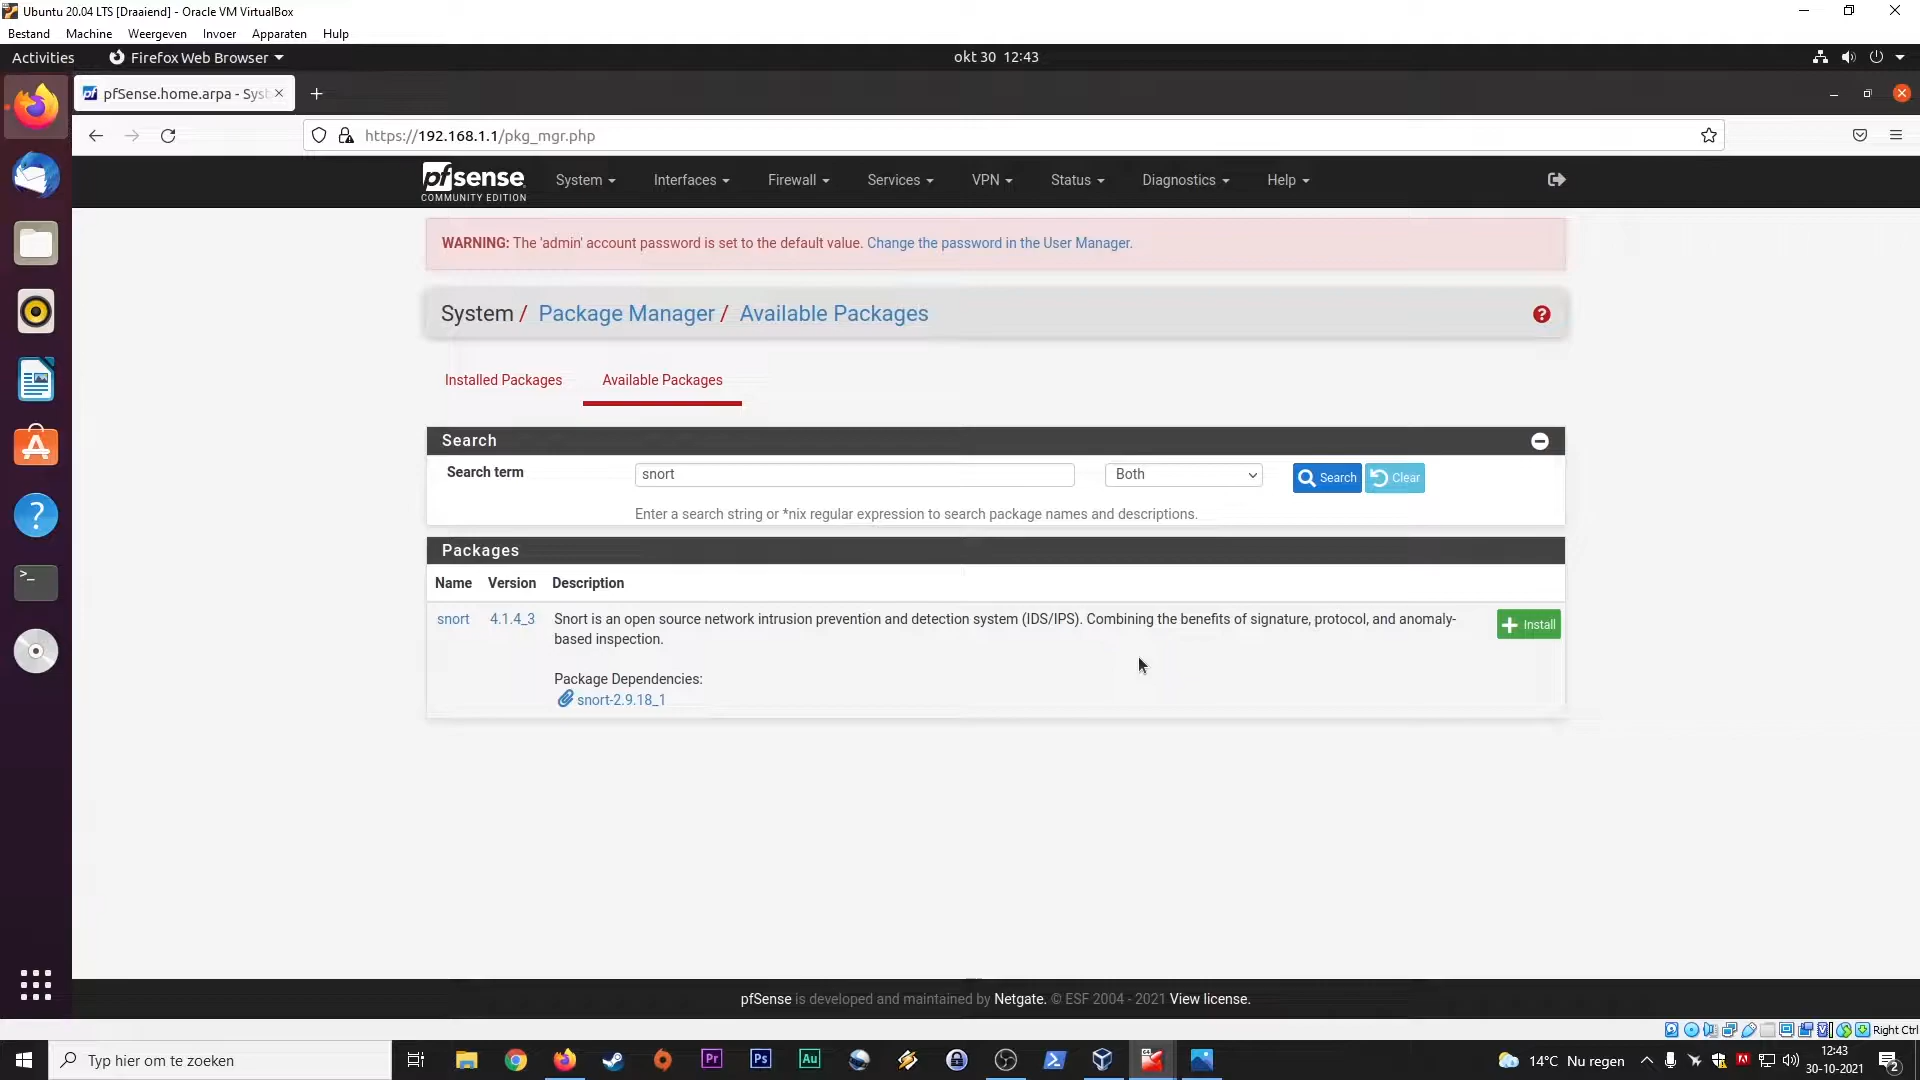 Ubuntu 20.04 LTS [Draaiend] - Oracle VM VirtualBox
Bestand Machine Weergeven Invoer Apparaten Hulp
Activities Firefox Web Browser okt 30 12:43
pfSense.home.arpa - Syst
https://192.168.1.1/pkg_mgr.php
pfsense COMMUNITY EDITION System Interfaces Firewall Services VPN Status Diagnostics Help
WARNING: The 'admin' account password is set to the default value. Change the password in the User Manager.
System / Package Manager / Available Packages
Installed Packages Available Packages
Search
Search term snort Both Search Clear
Enter a search string or *nix regular expression to search package names and descriptions.
Packages
Name Version Description
snort 4.1.4_3 Snort is an open source network intrusion prevention and detection system (IDS/IPS). Combining the benefits of signature, protocol, and anomaly- Install
based inspection.
Package Dependencies:
snort-2.9.18_1
pfSense is developed and maintained by Netgate. © ESF 2004 - 2021 View license.
Right Ctrl
Typ hier om te zoeken Pr Ps Au 14°C Nu regen 12:43
30-10-2021 2